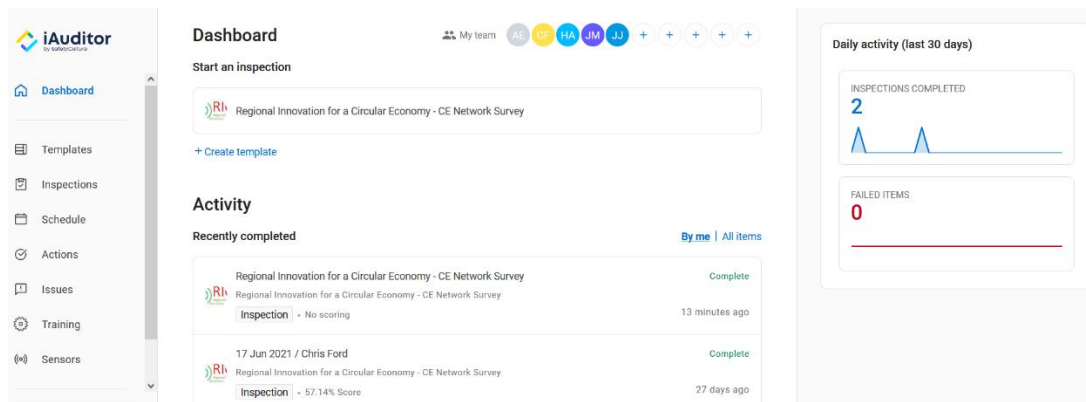 iAuditor
by SafetyCulture
Dashboard
Templates
Inspections
Schedule
Actions
Issues
Training
Sensors
Dashboard
My team AE CF HA JM JJ + + + + +
Start an inspection
RI Regional Innovation for a Circular Economy - CE Network Survey
+ Create template
Activity
Recently completed By me | All items
Regional Innovation for a Circular Economy - CE Network Survey Complete
RI Regional Innovation for a Circular Economy - CE Network Survey
Inspection • No scoring 13 minutes ago
17 Jun 2021 / Chris Ford Complete
RI Regional Innovation for a Circular Economy - CE Network Survey
Inspection • 57.14% Score 27 days ago
Daily activity (last 30 days)
INSPECTIONS COMPLETED
2
FAILED ITEMS
0